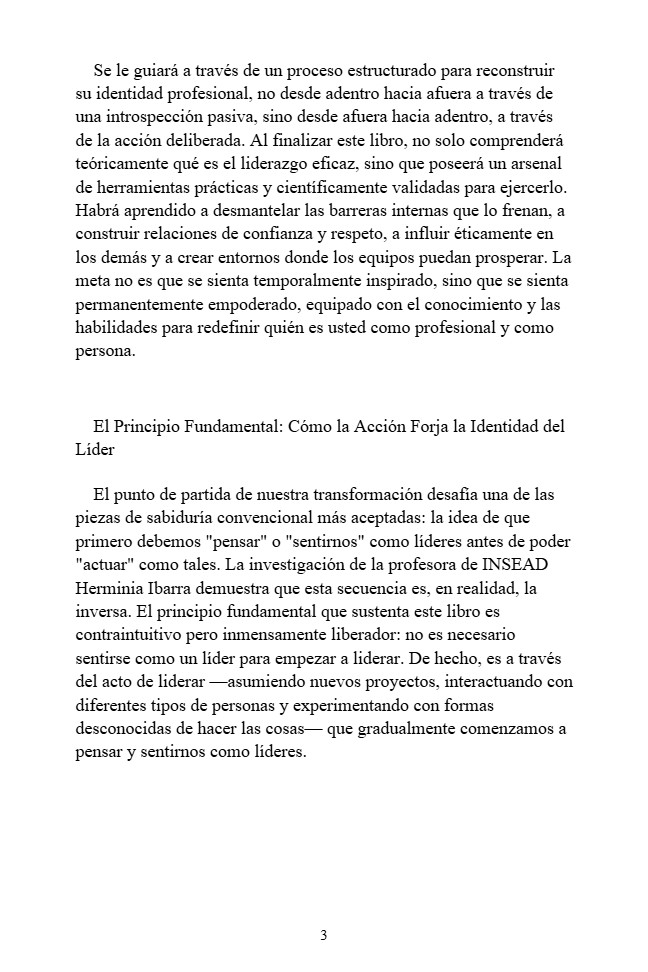 Se le guiará a través de un proceso estructurado para reconstruir
su identidad profesional, no desde adentro hacia afuera a través de
una introspección pasiva, sino desde afuera hacia adentro, a través
de la acción deliberada. Al finalizar este libro, no solo comprenderá
teóricamente qué es el liderazgo eficaz, sino que poseerá un arsenal
de herramientas prácticas y científicamente validadas para ejercerlo.
Habrá aprendido a desmantelar las barreras internas que lo frenan, a
construir relaciones de confianza y respeto, a influir éticamente en
los demás y a crear entornos donde los equipos puedan prosperar. La
meta no es que se sienta temporalmente inspirado, sino que se sienta
permanentemente empoderado, equipado con el conocimiento y las
habilidades para redefinir quién es usted como profesional y como
persona.
El Principio Fundamental: Cómo la Acción Forja la Identidad del
Líder
El punto de partida de nuestra transformación desafía una de las
piezas de sabiduría convencional más aceptadas: la idea de que
primero debemos "pensar" o "sentirnos" como líderes antes de poder
"actuar" como tales. La investigación de la profesora de INSEAD
Herminia Ibarra demuestra que esta secuencia es, en realidad, la
inversa. El principio fundamental que sustenta este libro es
contraintuitivo pero inmensamente liberador: no es necesario
sentirse como un líder para empezar a liderar. De hecho, es a través
del acto de liderar —asumiendo nuevos proyectos, interactuando con
diferentes tipos de personas y experimentando con formas
desconocidas de hacer las cosas— que gradualmente comenzamos a
pensar y sentirnos como líderes.
3